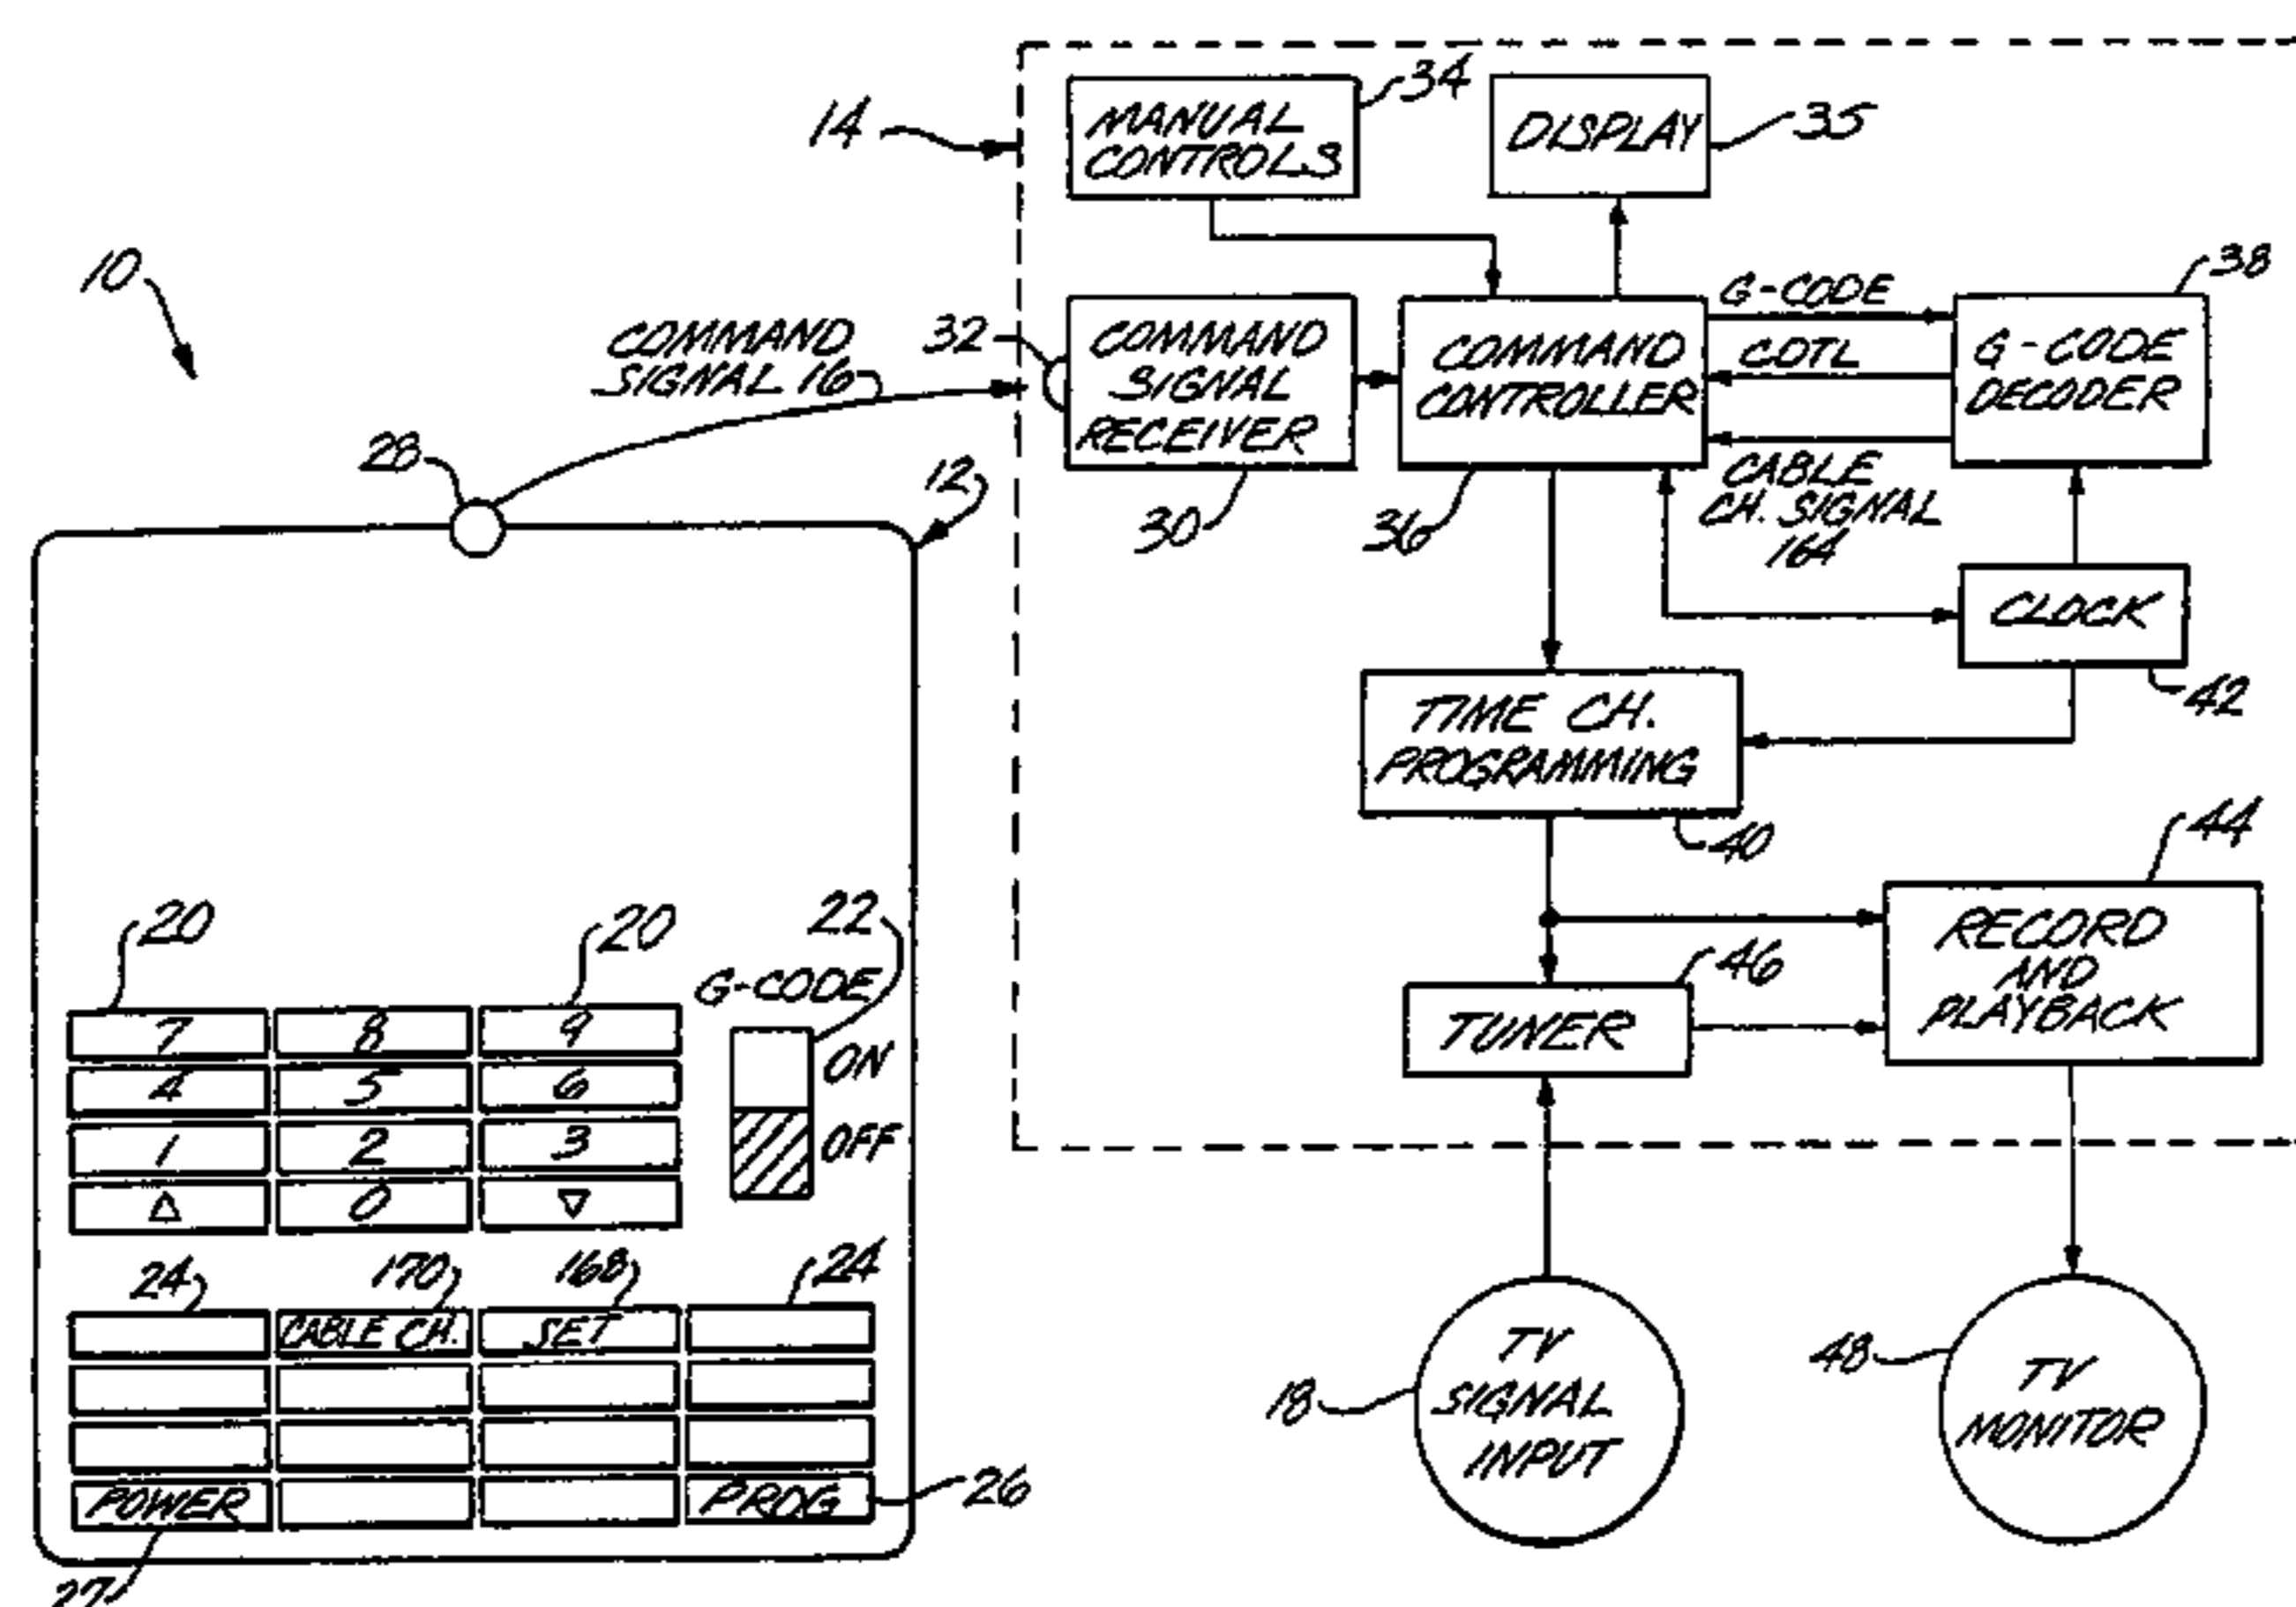 10
14
MANUAL
CONTROLS
34
DISPLAY
35
COMMAND
SIGNAL 16
32
COMMAND
SIGNAL
RECEIVER
30
COMMAND
CONTROLLER
36
G-CODE
CDTL
CABLE
CH. SIGNAL
164
G-CODE
DECODER
38
CLOCK
42
TIME CH.
PROGRAMMING
40
RECORD
AND
PLAYBACK
44
TUNER
46
TV
SIGNAL
INPUT
18
TV
MONITOR
48
28
12
20
20
22
G-CODE
ON
OFF
7 8 9
4 5 6
1 2 3
△ 0 ▽
24
170
168
24
CABLE CH.
SET
POWER
PROG
26
27